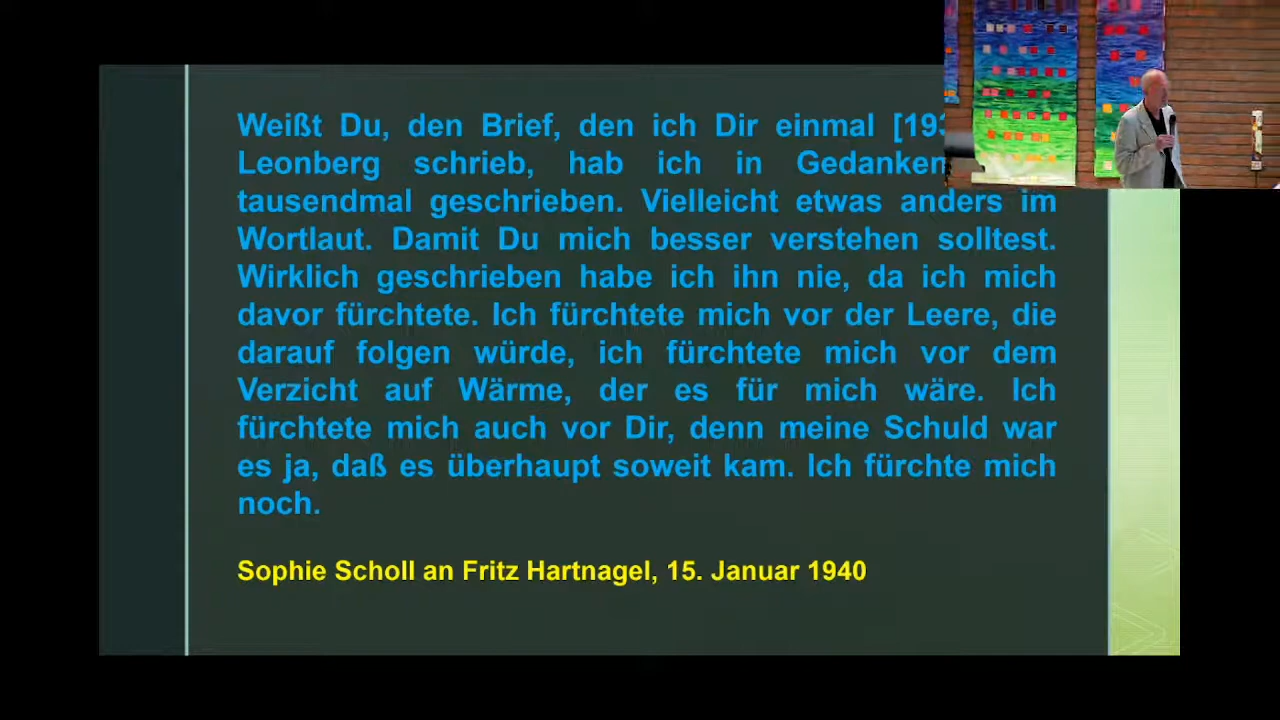 Weißt Du, den Brief, den ich Dir einmal
Leonberg schrieb, hab ich in Gedanken
tausendmal geschrieben. Vielleicht etwas anders im
Wortlaut. Damit Du mich besser verstehen solltest.
Wirklich geschrieben habe ich ihn nie, da ich mich
davor fürchtete. Ich fürchtete mich vor der Leere, die
darauf folgen würde, ich fürchtete mich vor dem
Verzicht auf Wärme, der es für mich wäre. Ich
fürchtete mich auch vor Dir, denn meine Schuld war
es ja, daß es überhaupt soweit kam. Ich fürchte mich
noch.
Sophie Scholl an Fritz Hartnagel, 15. Januar 1940